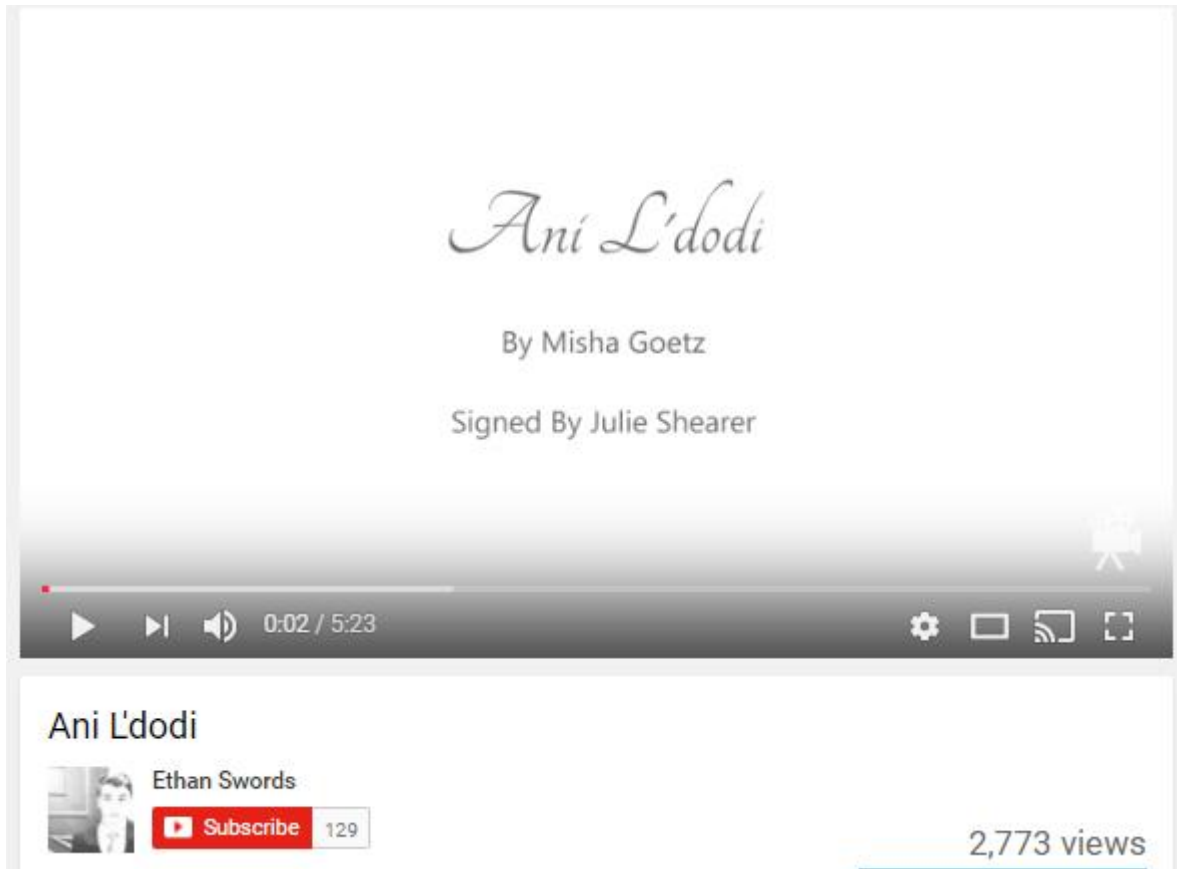 Ani L'dodi
By Misha Goetz
Signed By Julie Shearer
0:02 / 5:23
Ani L'dodi
Ethan Swords
Subscribe 129
2,773 views